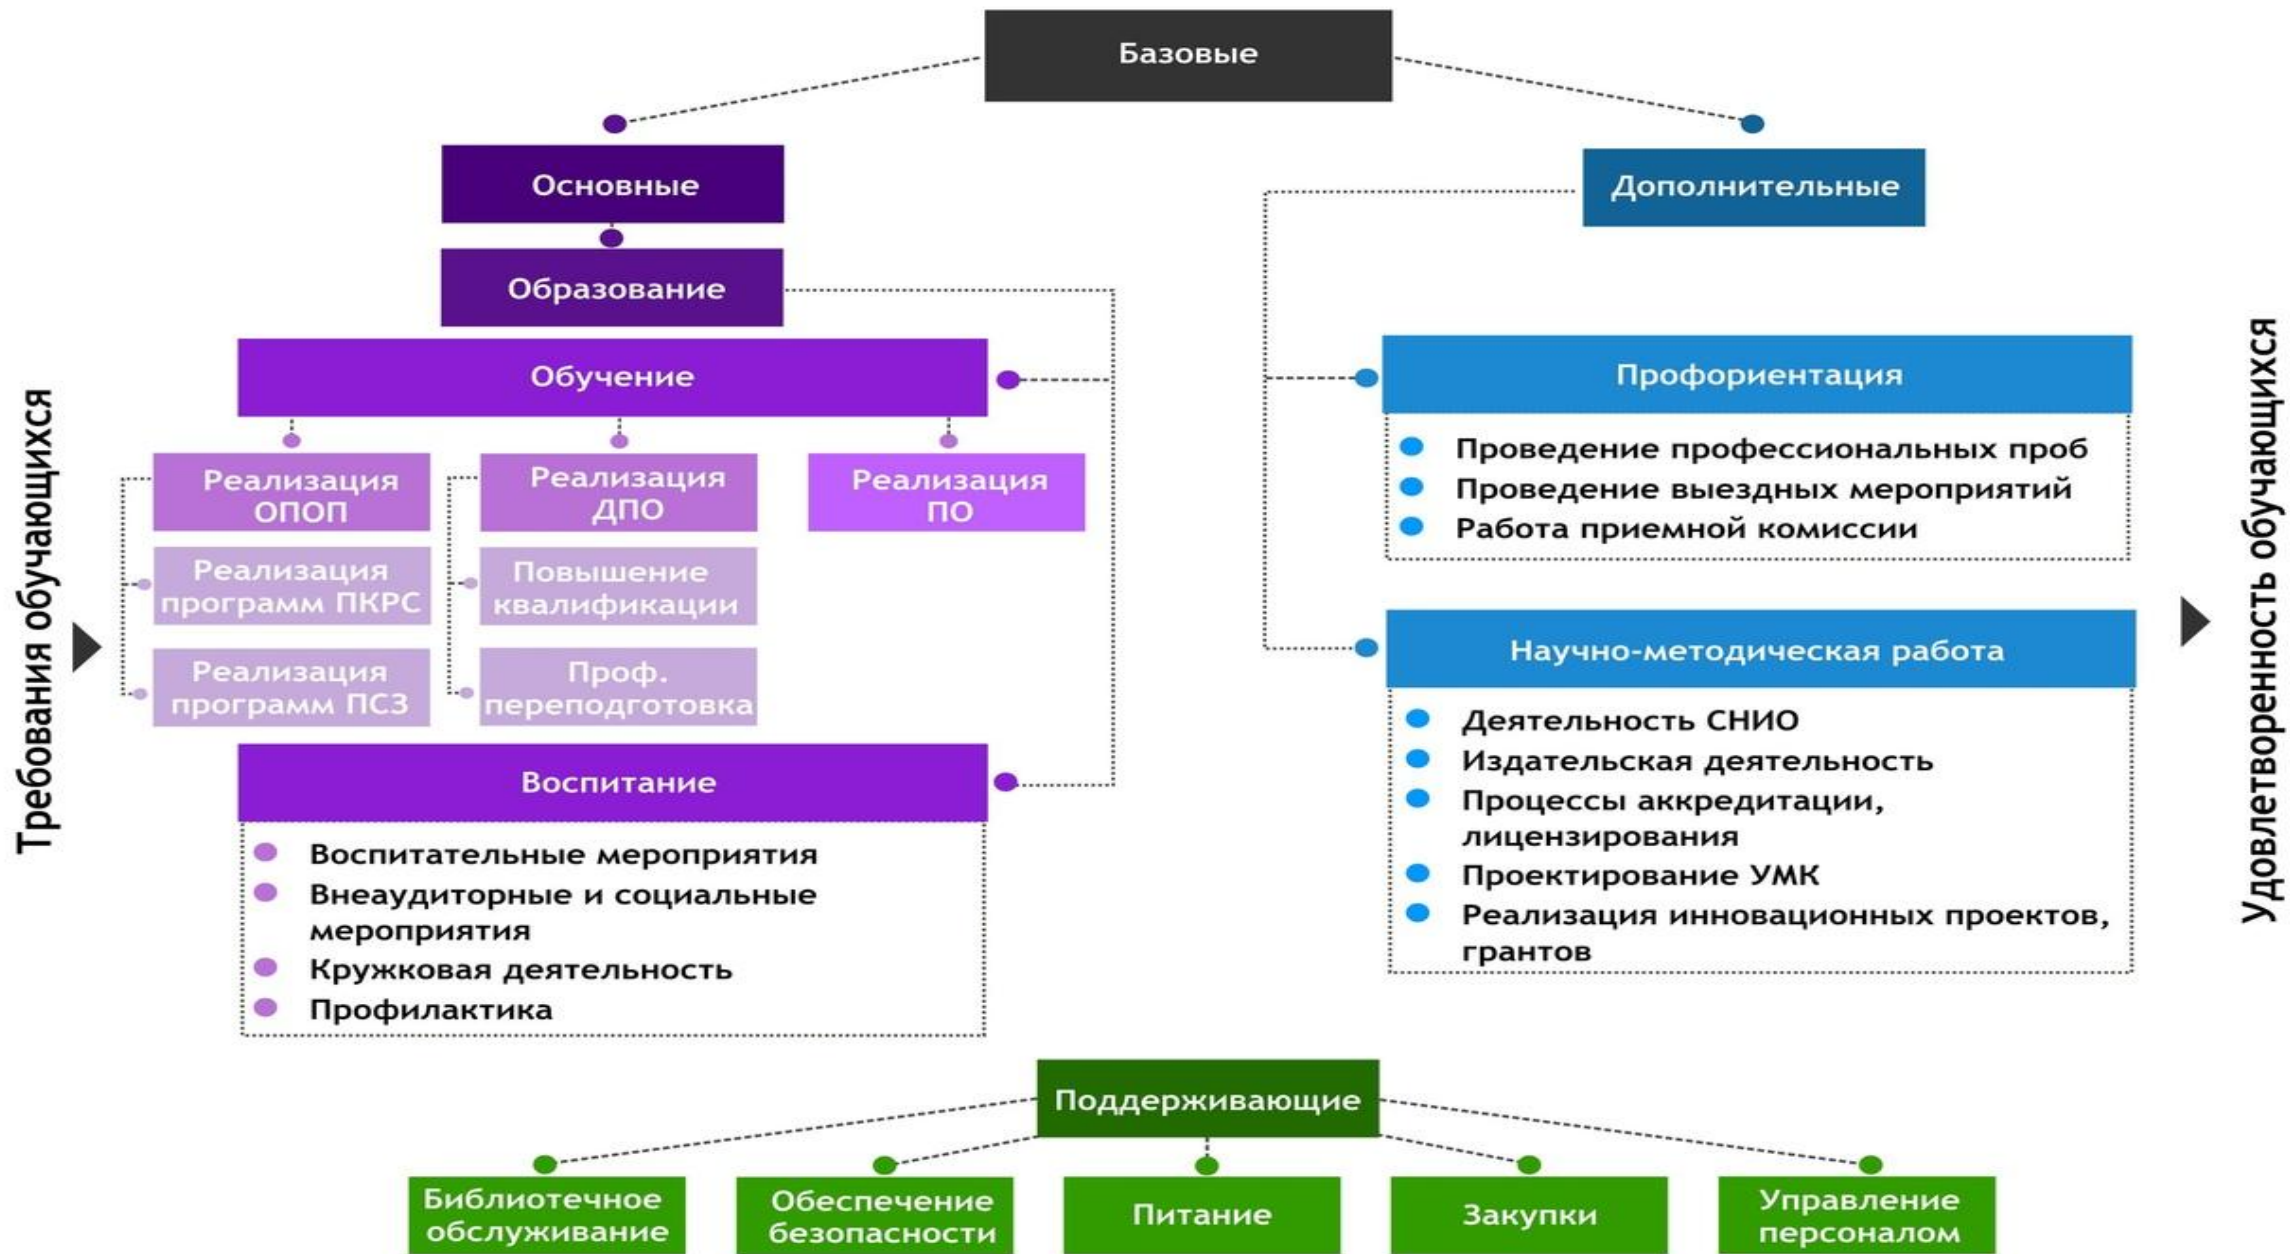 Базовые
Основные
Дополнительные
Образование
Обучение
Реализация
ОПОП
Реализация
ДПО
Реализация
ПО
Реализация
программ ПКРС
Повышение
квалификации
Реализация
программ ПСЗ
Проф.
переподготовка
Воспитание
Воспитательные мероприятия
Внеаудиторные и социальные
мероприятия
Кружковая деятельность
Профилактика
Профориентация
Проведение профессиональных проб
Проведение выездных мероприятий
Работа приемной комиссии
Научно-методическая работа
Деятельность СНИО
Издательская деятельность
Процессы аккредитации,
лицензирования
Проектирование УМК
Реализация инновационных проектов,
грантов
Требования обучающихся
Удовлетворенность обучающихся
Поддерживающие
Библиотечное
обслуживание
Обеспечение
безопасности
Питание
Закупки
Управление
персоналом